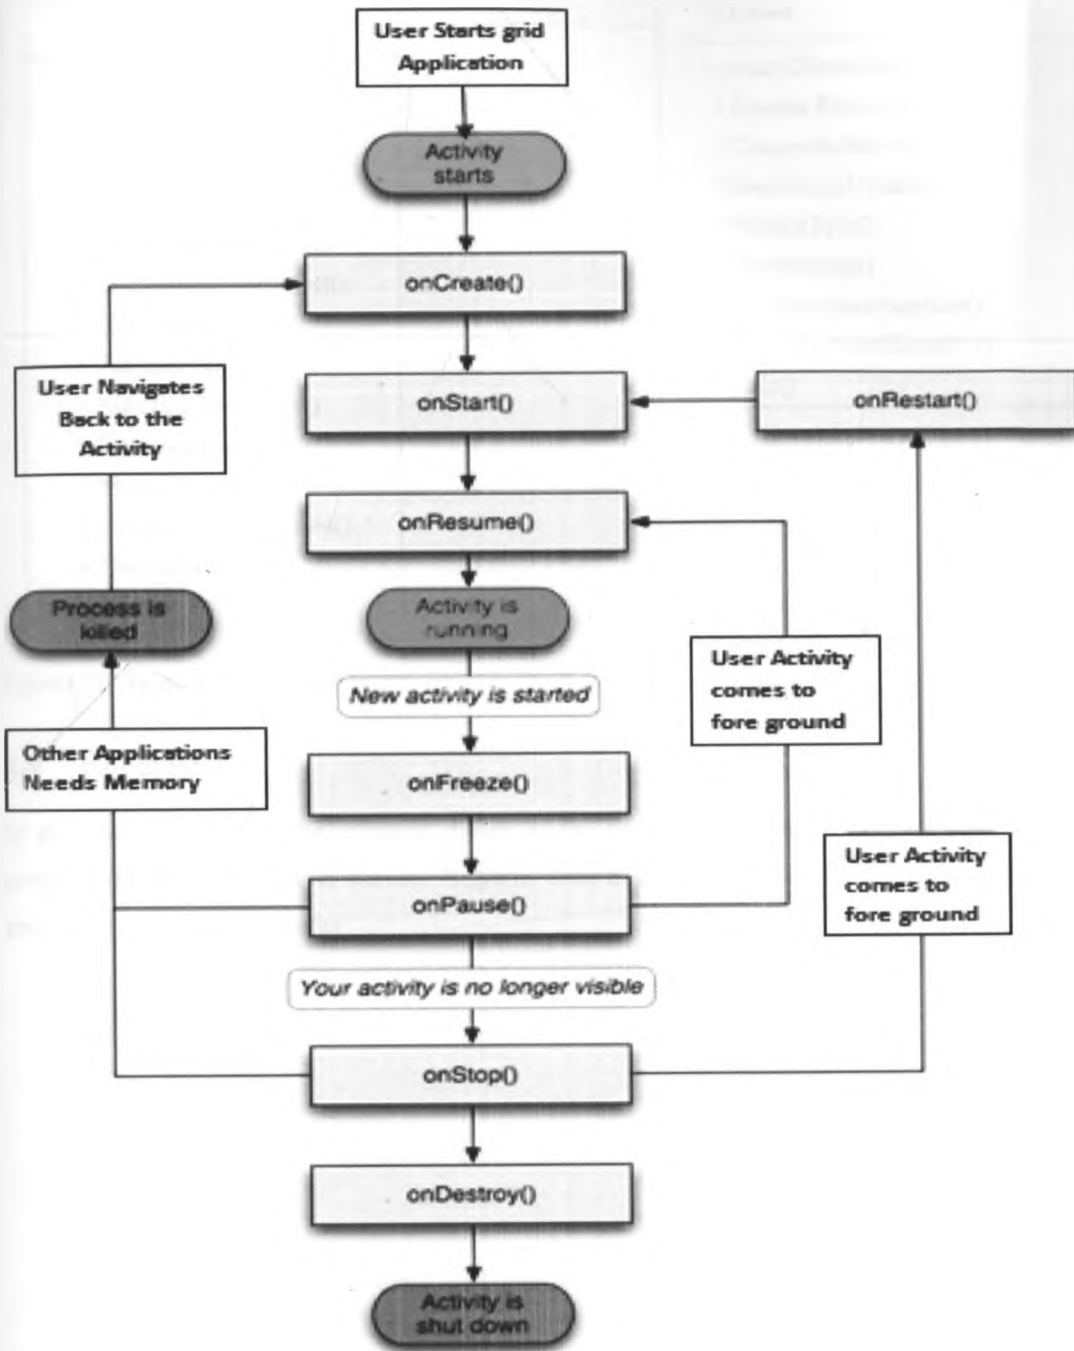 User Starts grid
Application
Activity
starts
onCreate()
User Navigates
Back to the
Activity
onStart()
onRestart()
onResume()
Process is
killed
Activity is
running
User Activity
comes to
fore ground
New activity is started
Other Applications
Needs Memory
onFreeze()
User Activity
comes to
fore ground
onPause()
Your activity is no longer visible
onStop()
onDestroy()
Activity is
shut down